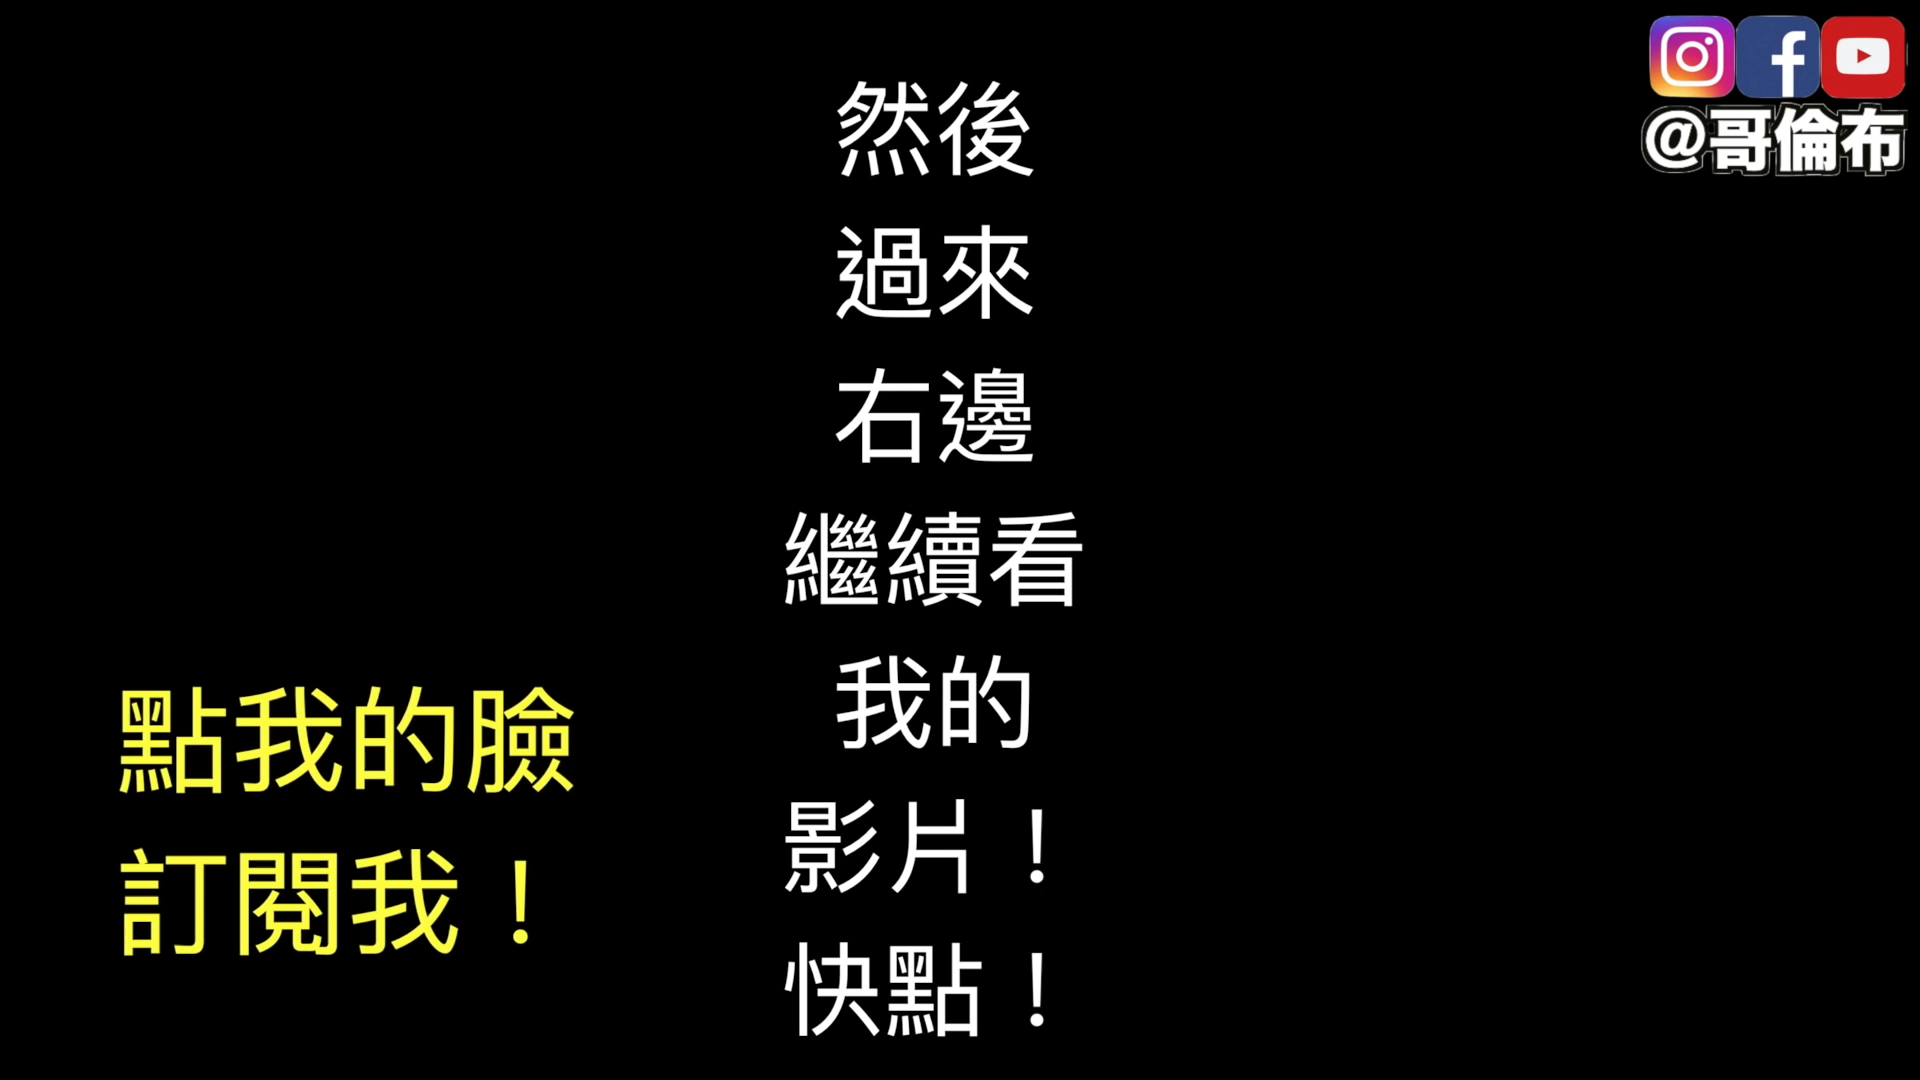 @哥倫布
點我的臉
訂閱我！
然後
過來
右邊
繼續看
我的
影片！
快點！